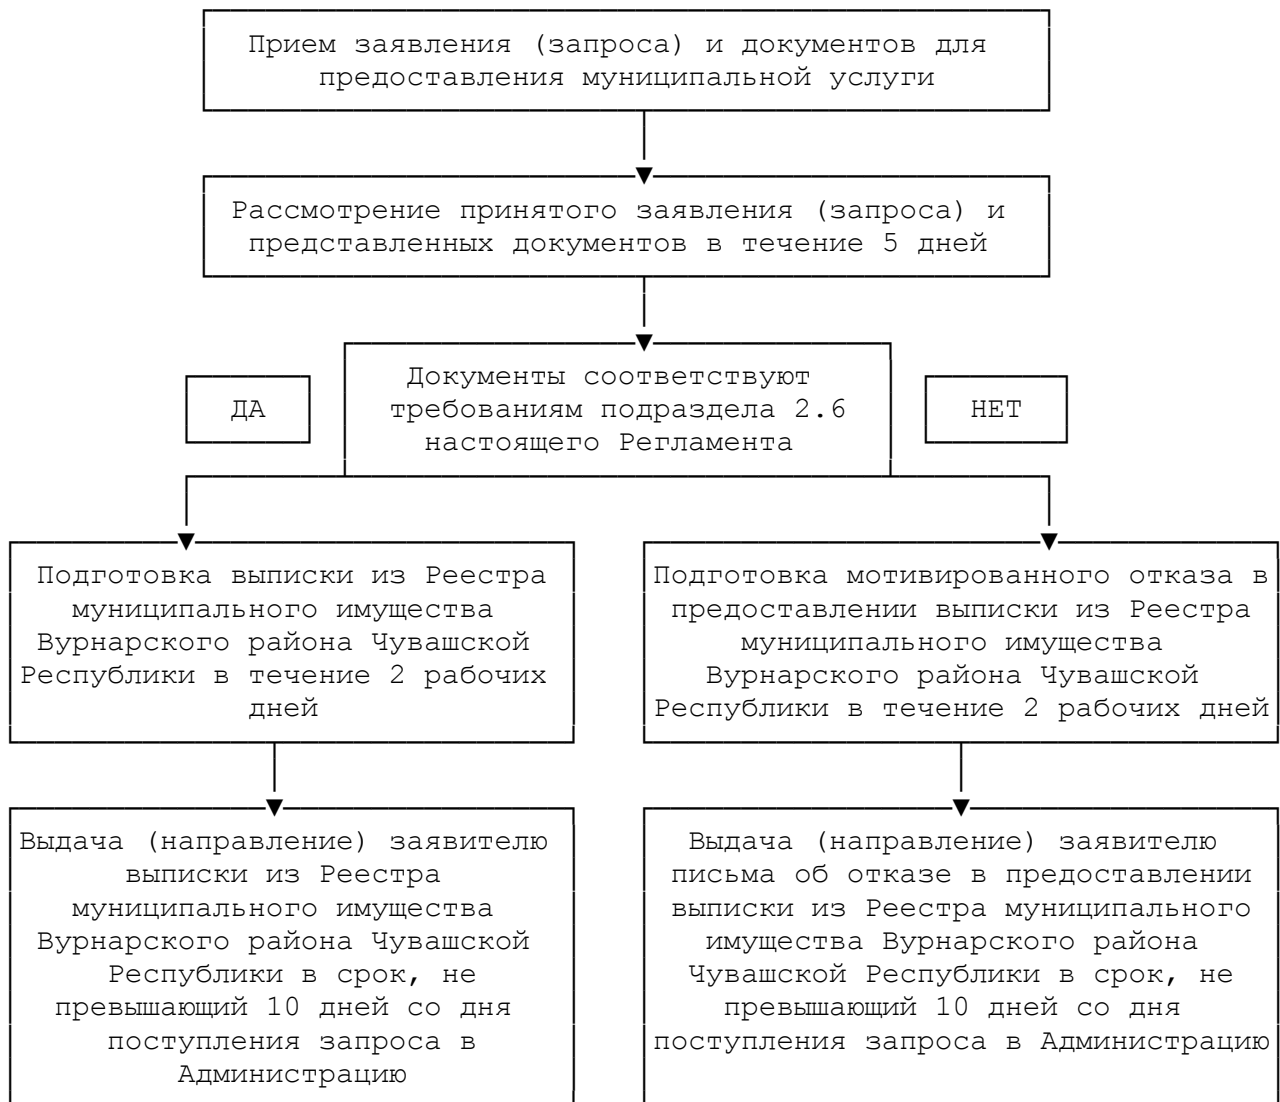 Прием заявления (запроса) и документов для
предоставления муниципальной услуги
Рассмотрение принятого заявления (запроса) и
представленных документов в течение 5 дней
Документы соответствуют
требованиям подраздела 2.6
настоящего Регламента
ДА
НЕТ
Подготовка выписки из Реестра
муниципального имущества
Вурнарского района Чувашской
Республики в течение 2 рабочих
дней
Подготовка мотивированного отказа в
предоставлении выписки из Реестра
муниципального имущества
Вурнарского района Чувашской
Республики в течение 2 рабочих дней
Выдача (направление) заявителю
выписки из Реестра
муниципального имущества
Вурнарского района Чувашской
Республики в срок, не
превышающий 10 дней со дня
поступления запроса в
Администрацию
Выдача (направление) заявителю
письма об отказе в предоставлении
выписки из Реестра муниципального
имущества Вурнарского района
Чувашской Республики в срок, не
превышающий 10 дней со дня
поступления запроса в Администрацию